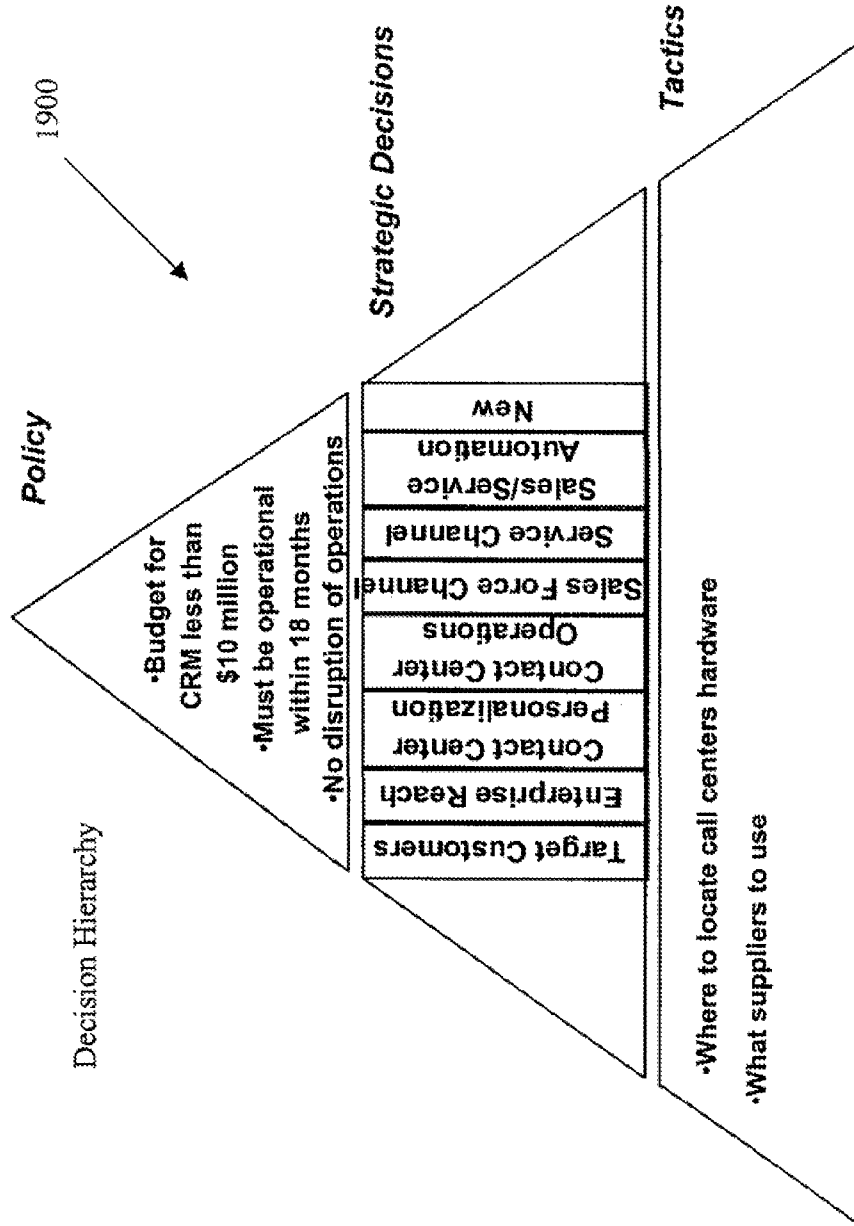 Decision Hierarchy
1900
Policy
•Budget for
CRM less than
$10 million
•Must be operational
within 18 months
•No disruption of operations
Strategic Decisions
Target Customers
Enterprise Reach
Contact Center
Personalization
Contact Center
Operations
Sales Force Channel
Service Channel
Sales/Service
Automation
New
Tactics
•Where to locate call centers hardware
•What suppliers to use